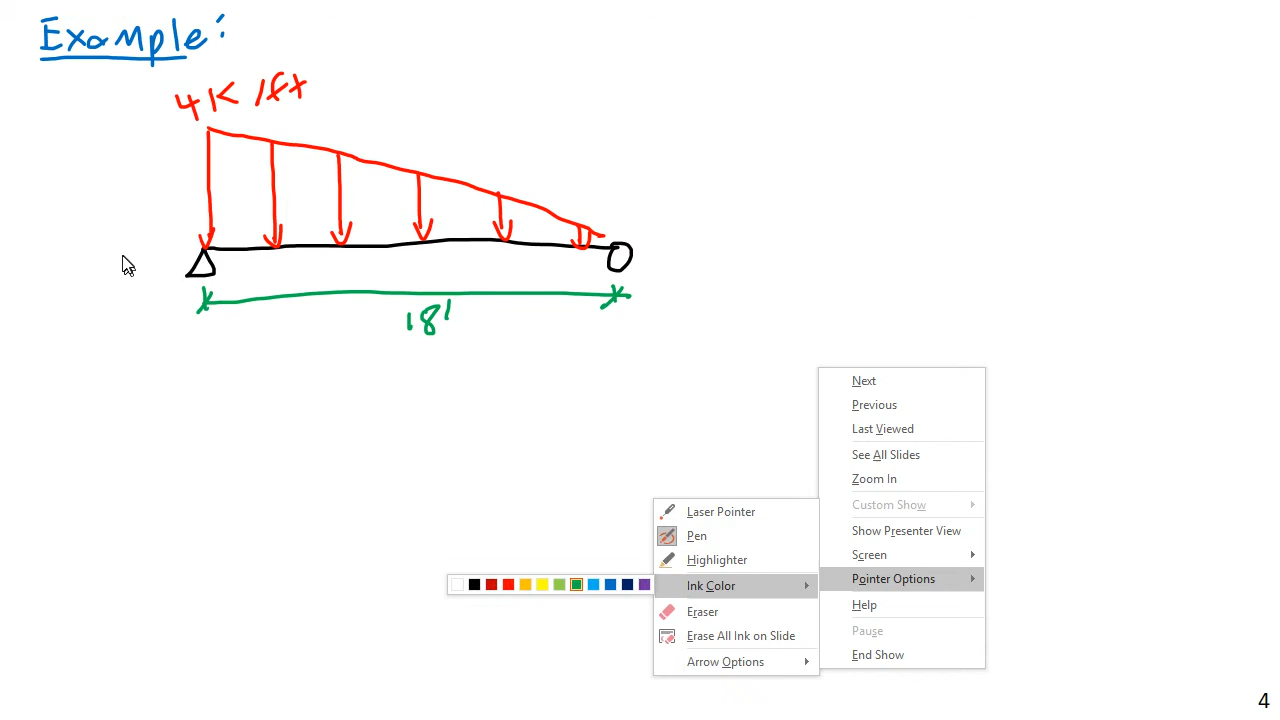 Example:
4 K/ft
18'
Next
Previous
Last Viewed
See All Slides
Zoom In
Custom Show
Show Presenter View
Screen
Pointer Options
Help
Pause
End Show
Laser Pointer
Pen
Highlighter
Ink Color
Eraser
Erase All Ink on Slide
Arrow Options
4